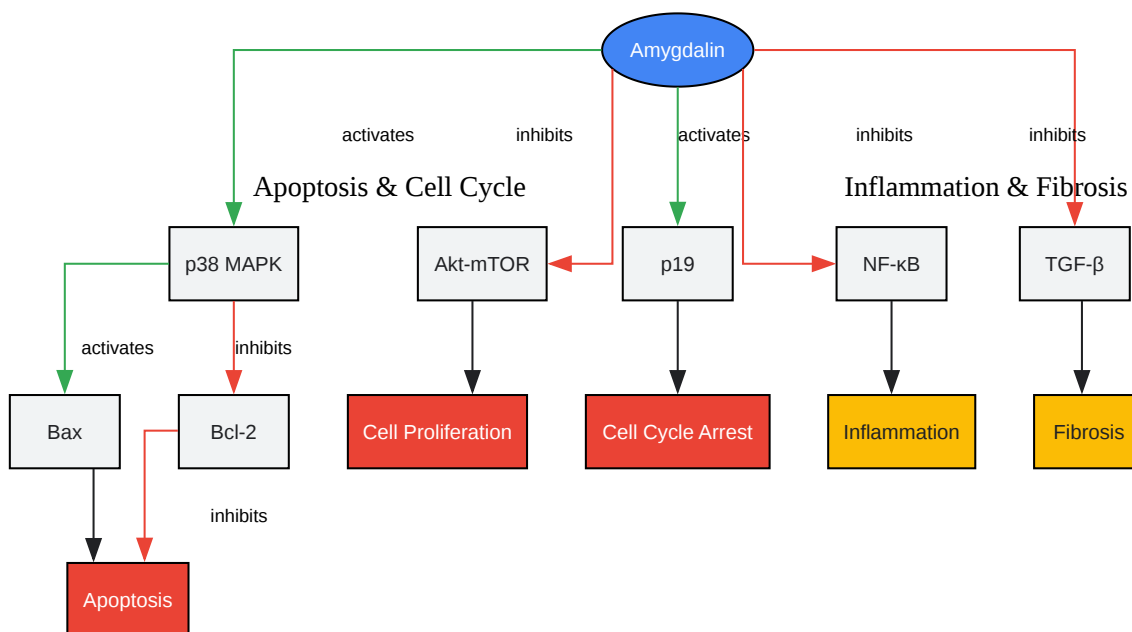 Amygdalin
activates
inhibits
activates
inhibits
inhibits
Apoptosis & Cell Cycle
Inflammation & Fibrosis
p38 MAPK
Akt-mTOR
p19
NF-κB
TGF-β
activates
inhibits
Bax
Bcl-2
Cell Proliferation
Cell Cycle Arrest
Inflammation
Fibrosis
inhibits
Apoptosis